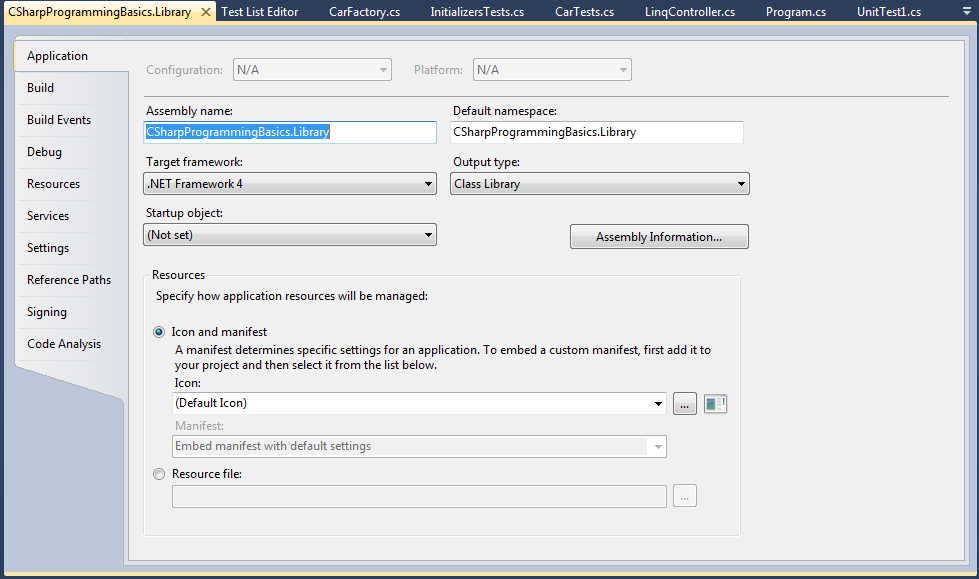 CSharpProgrammingBasics.Library Test List Editor CarFactory.cs InitializersTests.cs CarTests.cs LinqController.cs Program.cs UnitTest1.cs
Application
Build
Build Events
Debug
Resources
Services
Settings
Reference Paths
Signing
Code Analysis
Configuration: N/A Platform: N/A
Assembly name: Default namespace:
CSharpProgrammingBasics.Library CSharpProgrammingBasics.Library
Target framework: Output type:
.NET Framework 4 Class Library
Startup object:
(Not set) Assembly Information...
Resources
Specify how application resources will be managed:
Icon and manifest
A manifest determines specific settings for an application. To embed a custom manifest, first add it to
your project and then select it from the list below.
Icon:
(Default Icon) ...
Manifest:
Embed manifest with default settings
Resource file:
...